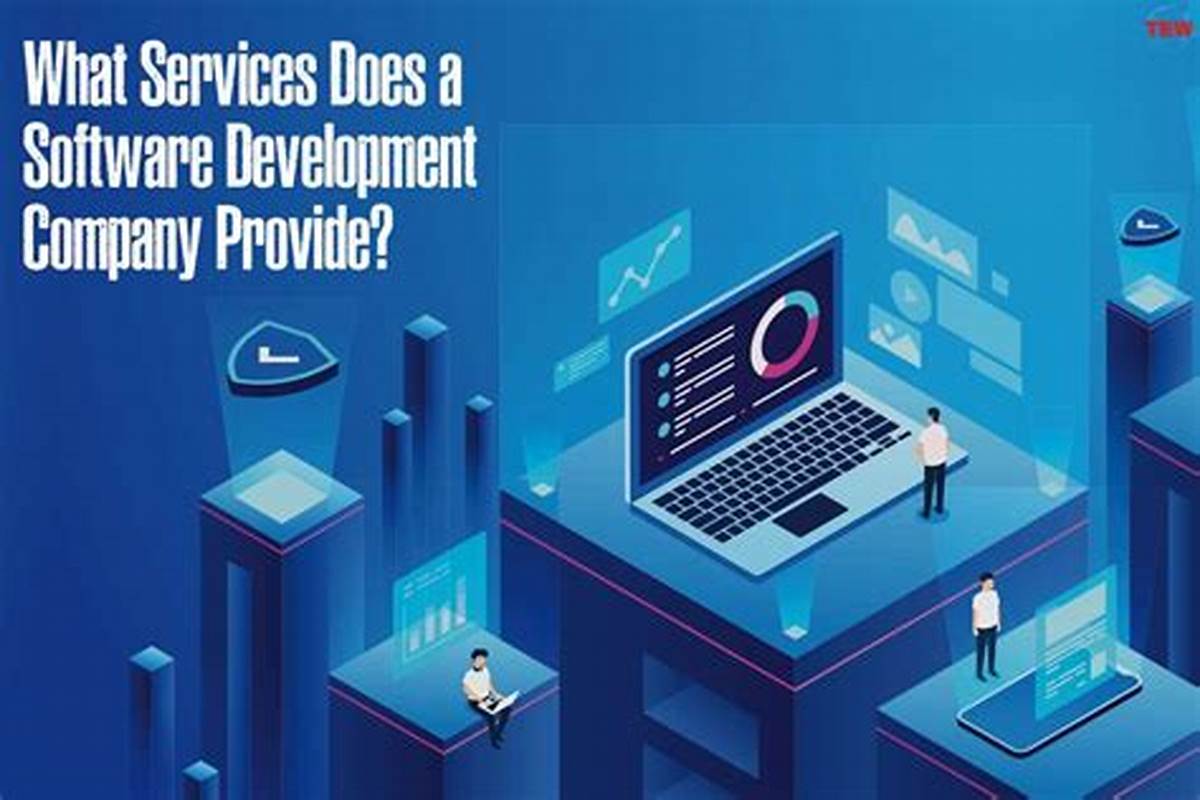 What Services Does a
Software Development
Company Provide?
TEW